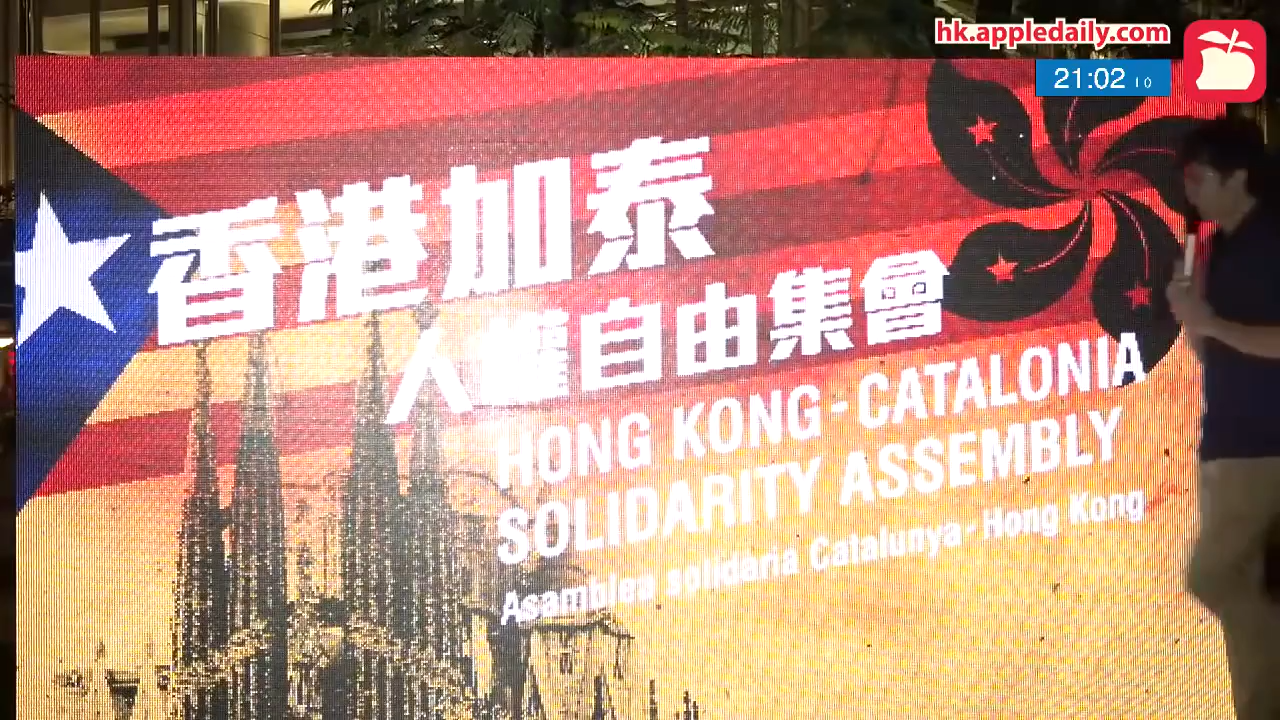 hk.appledaily.com
21:02 10
香港加泰
人權自由集會
HONG KONG - CATALONIA
SOLIDARITY ASSEMBLY
Asamblea solidaria Catalunya - Hong Kong